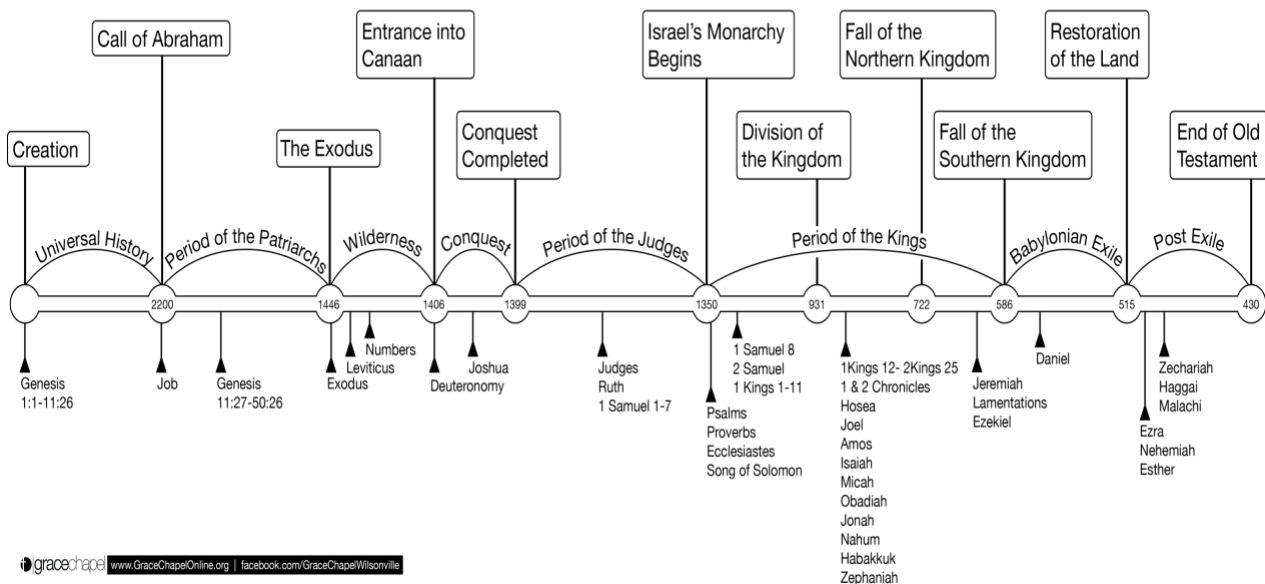 Call of Abraham
Entrance into
Canaan
Israel's Monarchy
Begins
Fall of the
Northern Kingdom
Restoration
of the Land
Creation
The Exodus
Conquest
Completed
Division of
the Kingdom
Fall of the
Southern Kingdom
End of Old
Testament
Universal History
Period of the Patriarchs
Wilderness
Conquest
Period of the Judges
Period of the Kings
Babylonian Exile
Post Exile
2200
1446
1406
1399
1350
931
722
586
515
430
Genesis
1:1-11:26
Job
Genesis
11:27-50:26
Exodus
Leviticus
Numbers
Deuteronomy
Joshua
Judges
Ruth
1 Samuel 1-7
Psalms
Proverbs
Ecclesiastes
Song of Solomon
1 Samuel 8
2 Samuel
1 Kings 1-11
1Kings 12- 2Kings 25
1 & 2 Chronicles
Hosea
Joel
Amos
Isaiah
Micah
Obadiah
Jonah
Nahum
Habakkuk
Zephaniah
Jeremiah
Lamentations
Ezekiel
Daniel
Ezra
Nehemiah
Esther
Zechariah
Haggai
Malachi
gracechapel www.GraceChapelOnline.org | facebook.com/GraceChapelWilsonville